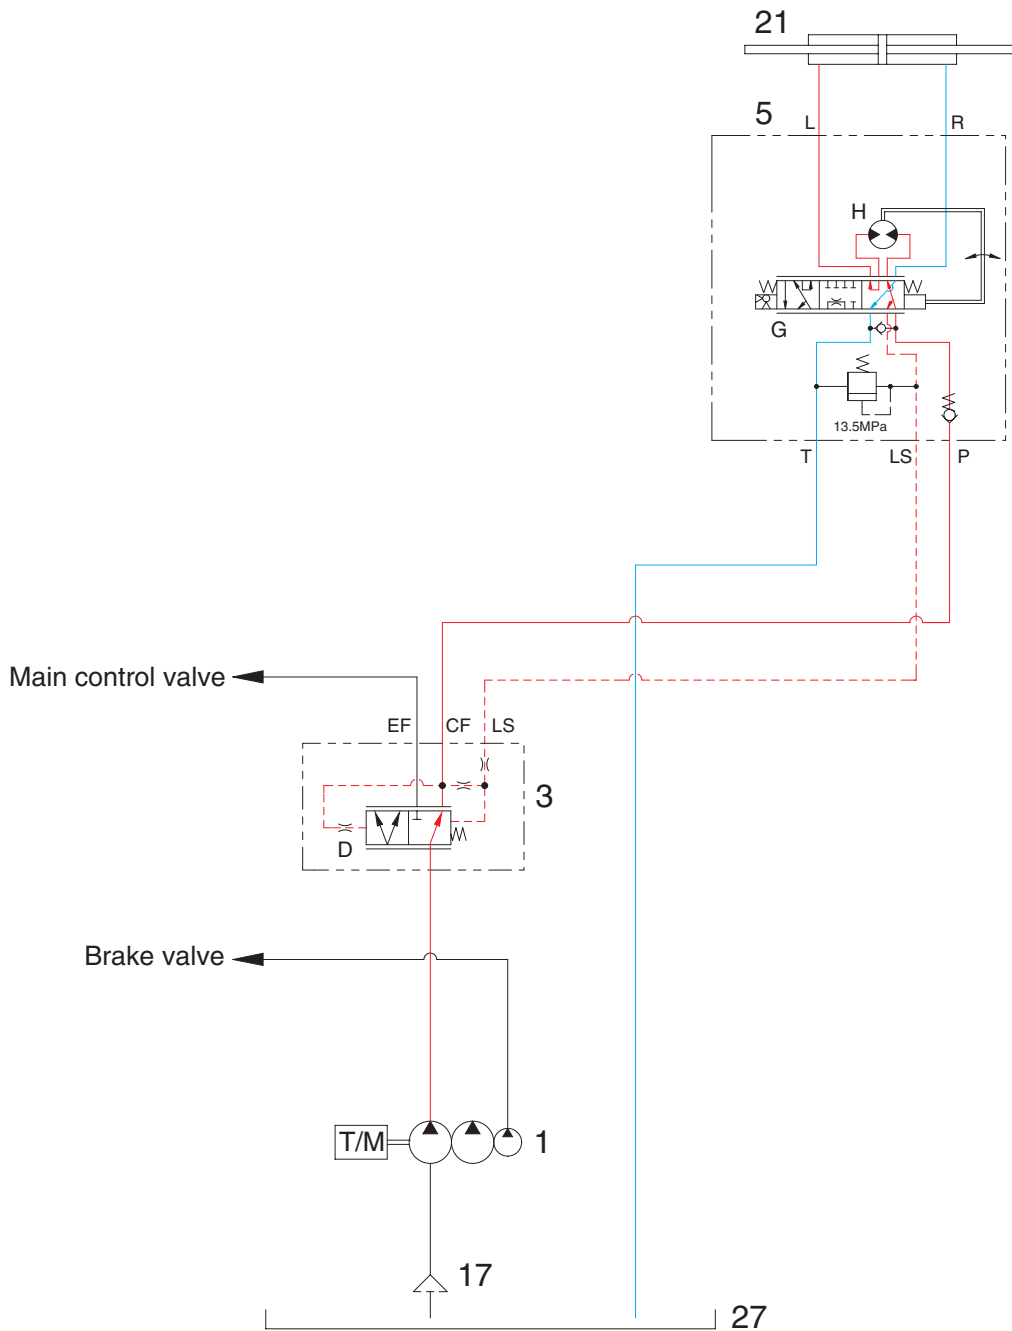 21
5
L
R
H
G
13.5MPa
T
LS
P
Main control valve
EF
CF
LS
3
D
Brake valve
T/M
1
17
27